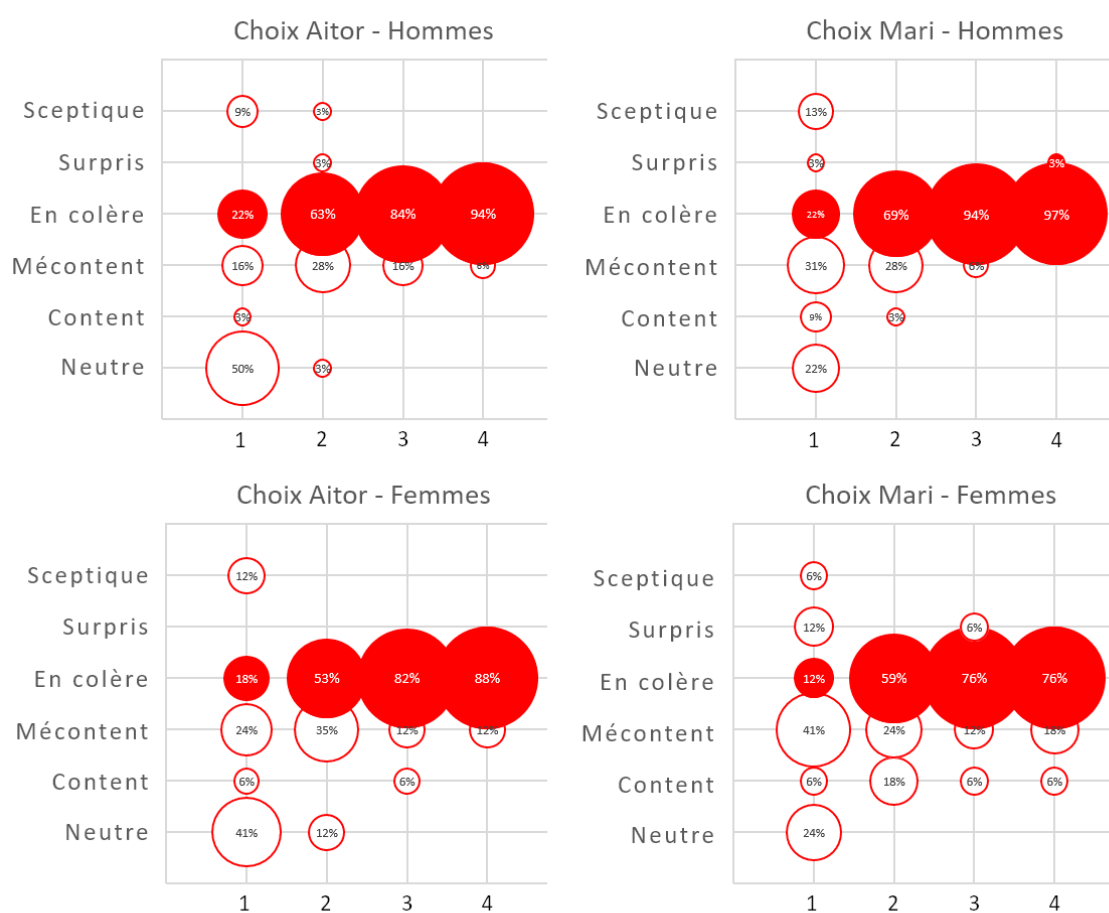 Choix Aitor - Hommes
Sceptique 9% 3%
Surpris 3%
En colère 22% 63% 84% 94%
Mécontent 16% 28% 16% 6%
Content 3%
Neutre 50% 3%
1 2 3 4
Choix Mari - Hommes
Sceptique 13%
Surpris 3% 3%
En colère 22% 69% 94% 97%
Mécontent 31% 28% 6%
Content 9% 3%
Neutre 22%
1 2 3 4
Choix Aitor - Femmes
Sceptique 12%
Surpris
En colère 18% 53% 82% 88%
Mécontent 24% 35% 12% 12%
Content 6% 6%
Neutre 41% 12%
1 2 3 4
Choix Mari - Femmes
Sceptique 6%
Surpris 12% 6%
En colère 12% 59% 76% 76%
Mécontent 41% 24% 12% 18%
Content 6% 18% 6% 6%
Neutre 24%
1 2 3 4